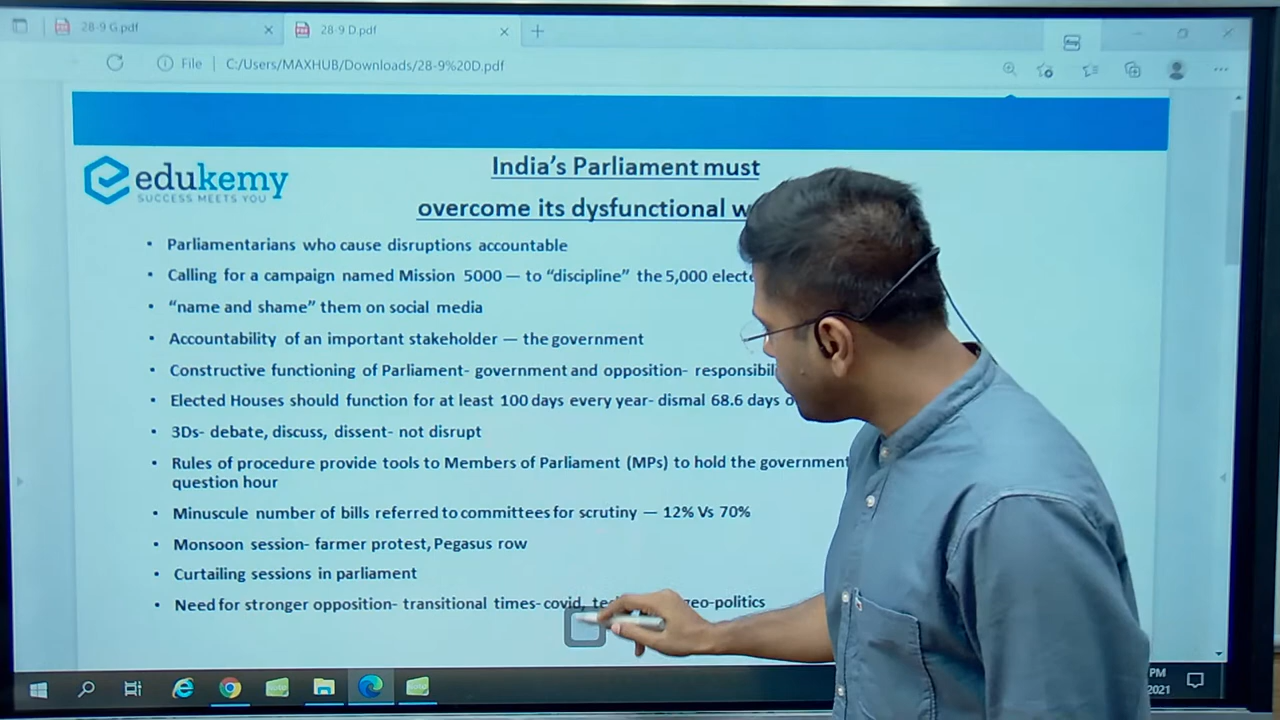 28-9 G.pdf
28-9 D.pdf
File
C:/Users/MAXHUB/Downloads/28-9%20D.pdf
edukemy
SUCCESS MEETS YOU
India's Parliament must
overcome its dysfunctional
• Parliamentarians who cause disruptions accountable
• Calling for a campaign named Mission 5000 — to "discipline" the 5,000
• "name and shame" them on social media
• Accountability of an important stakeholder — the government
• Constructive functioning of Parliament- government and opposition-
• Elected Houses should function for at least 100 days every year- dismal 68.6 days
• 3Ds- debate, discuss, dissent- not disrupt
• Rules of procedure provide tools to Members of Parliament (MPs) to hold the government
question hour
• Minuscule number of bills referred to committees for scrutiny — 12% Vs 70%
• Monsoon session- farmer protest, Pegasus row
• Curtailing sessions in parliament
• Need for stronger opposition- transitional times- covid,
PM
2021